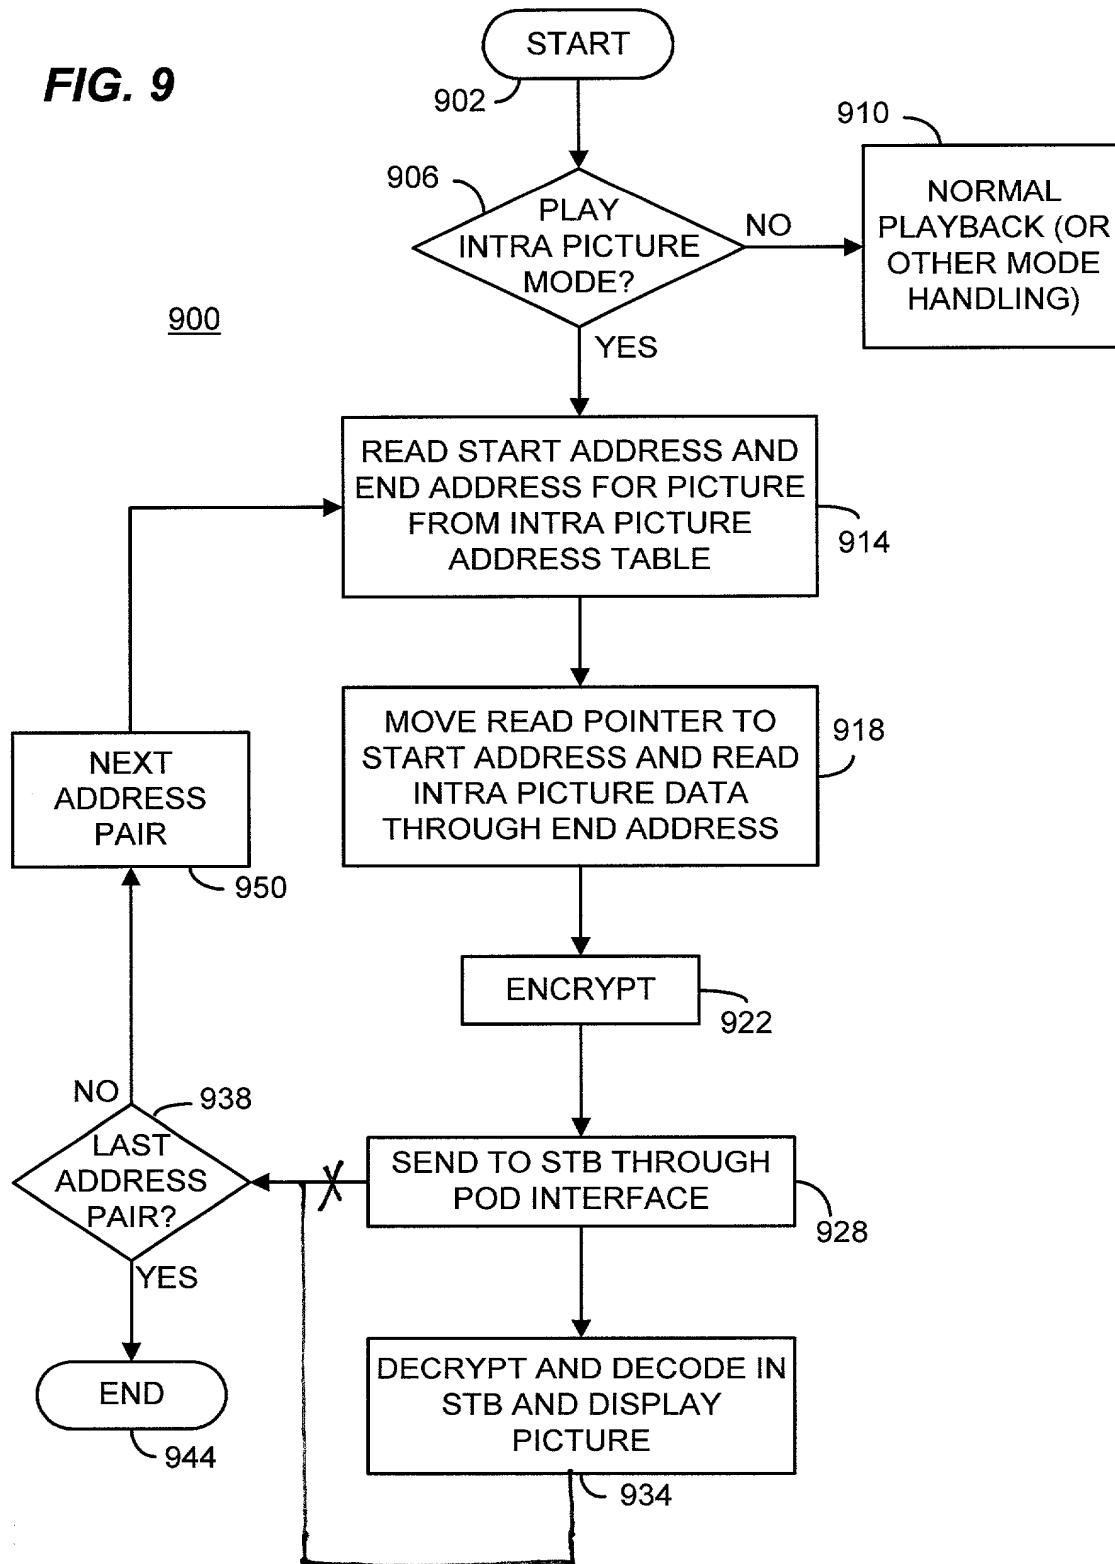 FIG. 9
START
902
906
PLAY
INTRA PICTURE
MODE?
NO
910
NORMAL
PLAYBACK (OR
OTHER MODE
HANDLING)
900
YES
READ START ADDRESS AND
END ADDRESS FOR PICTURE
FROM INTRA PICTURE
ADDRESS TABLE
914
MOVE READ POINTER TO
START ADDRESS AND READ
INTRA PICTURE DATA
THROUGH END ADDRESS
918
NEXT
ADDRESS
PAIR
950
ENCRYPT
922
NO
938
LAST
ADDRESS
PAIR?
SEND TO STB THROUGH
POD INTERFACE
928
YES
END
944
DECRYPT AND DECODE IN
STB AND DISPLAY
PICTURE
934